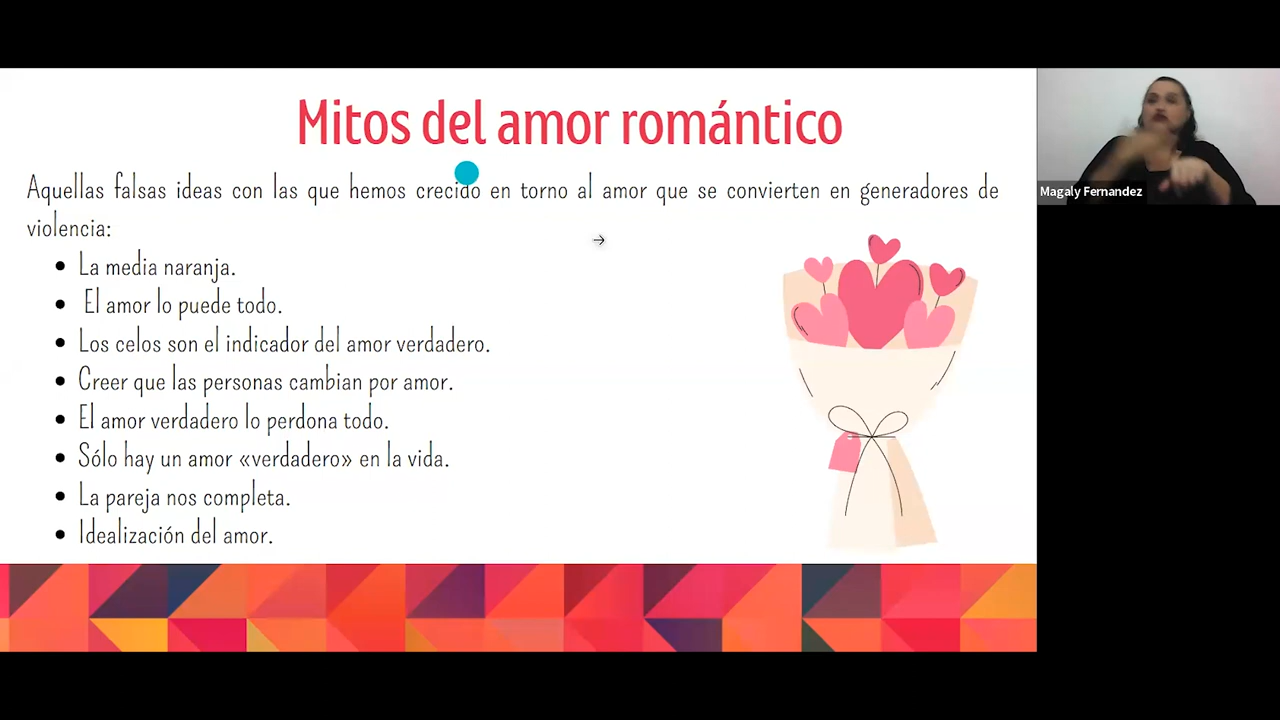 Mitos del amor romántico
Aquellas falsas ideas con las que hemos crecido en torno al amor que se convierten en generadores de
violencia:
• La media naranja.
• El amor lo puede todo.
• Los celos son el indicador del amor verdadero.
• Creer que las personas cambian por amor.
• El amor verdadero lo perdona todo.
• Sólo hay un amor «verdadero» en la vida.
• La pareja nos completa.
• Idealización del amor.
Magaly Fernandez